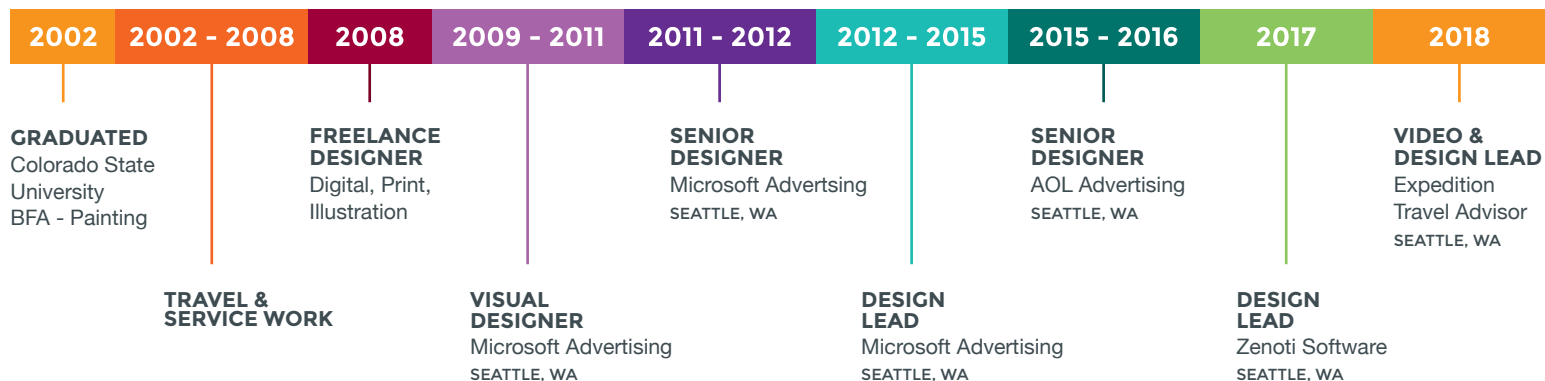 2002
2002 - 2008
2008
2009 - 2011
2011 - 2012
2012 - 2015
2015 - 2016
2017
2018
GRADUATED
Colorado State
University
BFA - Painting
TRAVEL &
SERVICE WORK
FREELANCE
DESIGNER
Digital, Print,
Illustration
VISUAL
DESIGNER
Microsoft Advertising
SEATTLE, WA
SENIOR
DESIGNER
Microsoft Advertsing
SEATTLE, WA
DESIGN
LEAD
Microsoft Advertising
SEATTLE, WA
SENIOR
DESIGNER
AOL Advertising
SEATTLE, WA
DESIGN
LEAD
Zenoti Software
SEATTLE, WA
VIDEO &
DESIGN LEAD
Expedition
Travel Advisor
SEATTLE, WA